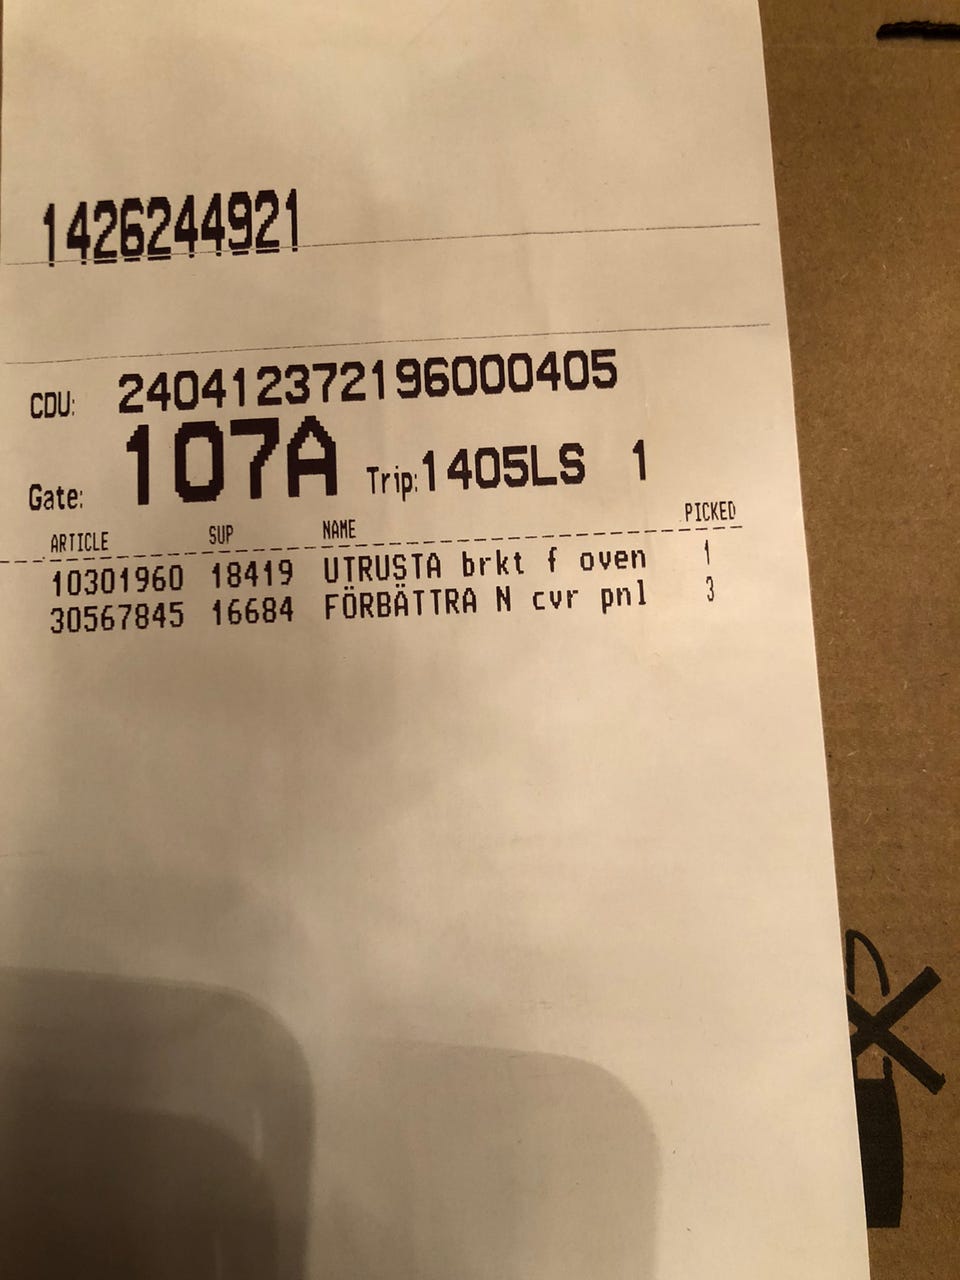 1426244921
CDU: 240412372196000405
Gate: 107A Trip: 1405LS 1
ARTICLE SUP NAME PICKED
10301960 18419 UTRUSTA brkt f oven 1
30567845 16684 FÖRBÄTTRA N cvr pnl 3